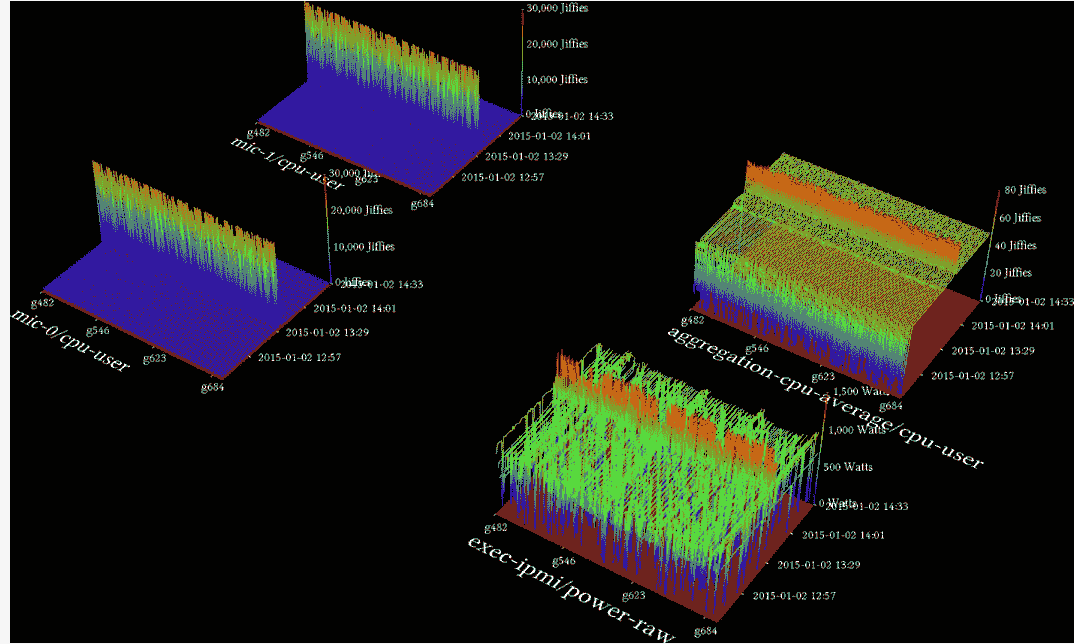 30,000 Jiffies
20,000 Jiffies
10,000 Jiffies
0 Jiffies
2015-01-02 14:33
2015-01-02 14:01
2015-01-02 13:29
2015-01-02 12:57
g482
g546
g623
g684
mic-1/cpu-user
30,000 Jiffies
20,000 Jiffies
10,000 Jiffies
0 Jiffies
2015-01-02 14:33
2015-01-02 14:01
2015-01-02 13:29
2015-01-02 12:57
g482
g546
g623
g684
mic-0/cpu-user
80 Jiffies
60 Jiffies
40 Jiffies
20 Jiffies
0 Jiffies
2015-01-02 14:33
2015-01-02 14:01
2015-01-02 13:29
2015-01-02 12:57
g482
g546
g623
g684
aggregation-cpu-average/cpu-user
1,500 Watts
1,000 Watts
500 Watts
0 Watts
2015-01-02 14:33
2015-01-02 14:01
2015-01-02 13:29
2015-01-02 12:57
g482
g546
g623
g684
exec-ipmi/power-raw